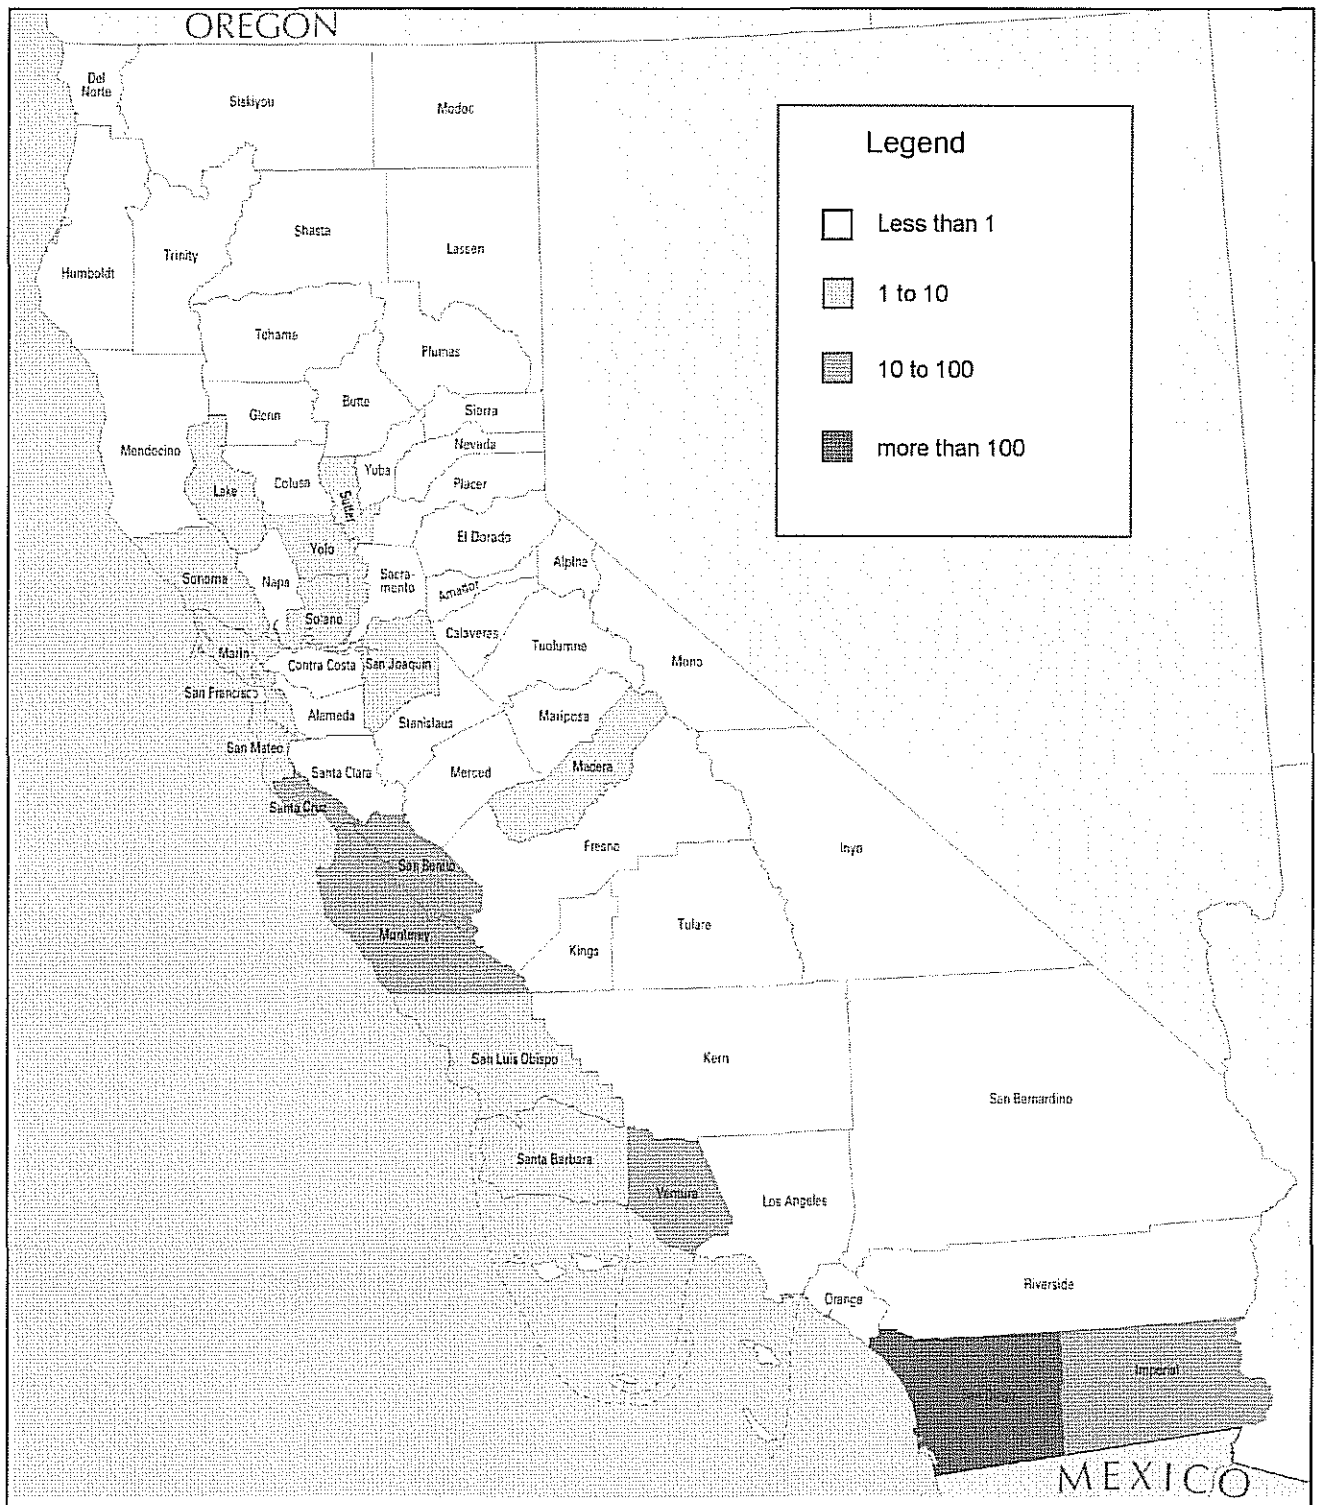 OREGON
Del
Norte
Siskiyou
Modoc
Legend
Less than 1
1 to 10
10 to 100
more than 100
Humboldt
Trinity
Shasta
Lassen
Tehama
Plumas
Glenn
Butte
Sierra
Mendocino
Nevada
Yuba
Placer
Lake
Colusa
Sutter
El Dorado
Yolo
Sonoma
Napa
Sacra-
mento
Alpine
Amador
Solano
Calaveras
Tuolumne
Marin
Contra Costa
San Joaquin
Mono
San Francisco
Alameda
Stanislaus
Mariposa
San Mateo
Santa Clara
Merced
Madera
Santa Cruz
Fresno
Inyo
San Benito
Monterey
Kings
Tulare
San Luis Obispo
Kern
San Bernardino
Santa Barbara
Ventura
Los Angeles
Riverside
Orange
Imperial
MEXICO